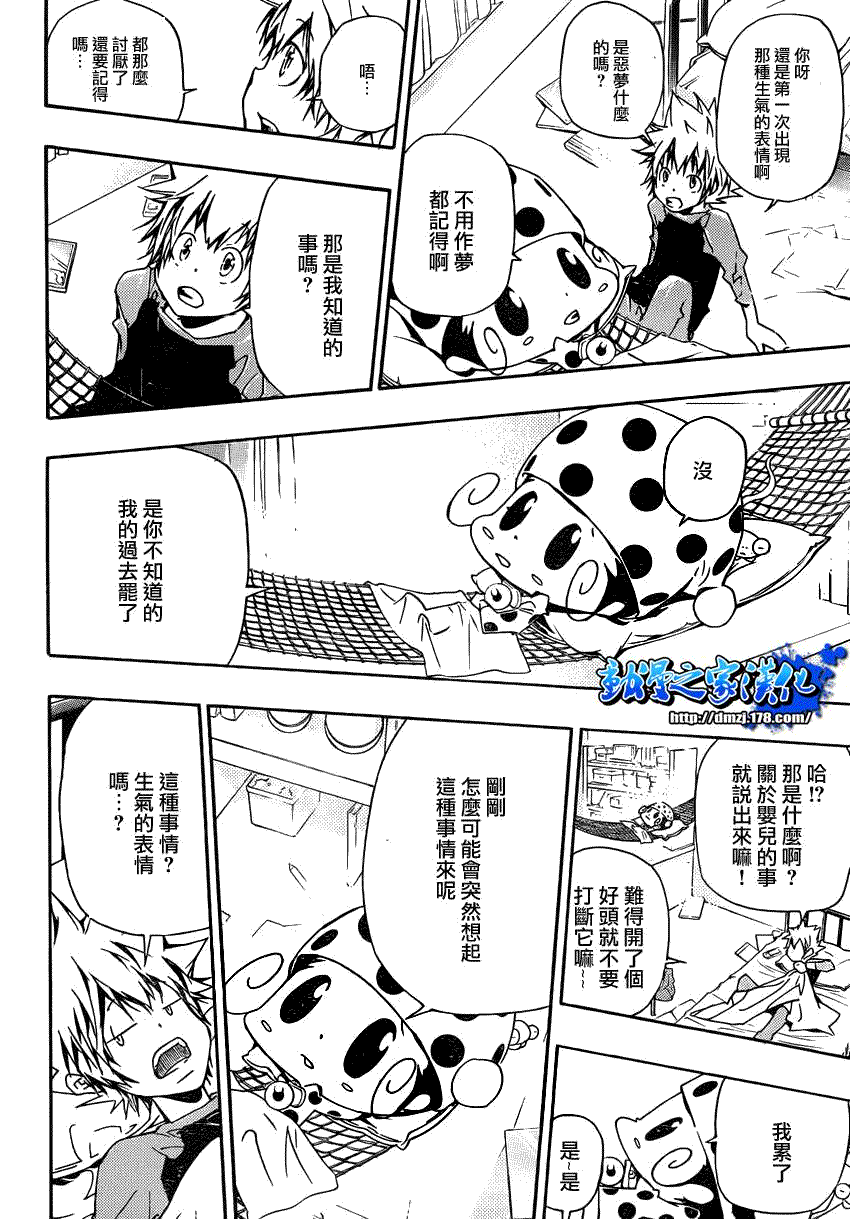 你呀
還是第一次出現
那種生氣的表情啊
是惡夢什麼
的嗎?
不用作夢
都記得啊
唔…
都那麼
討厭了
還要記得
嗎…
那是我知道的
事嗎?
沒
是你不知道的
我的過去罷了
動漫之家漢化
http://dmzj.178.com/
哈!?
那是什麼啊?
關於嬰兒的事
就説出來嘛!
難得開了個
好頭就不要
打斷它嘛~
我累了
是~是
剛剛
怎麼可能會突然想起
這種事情來呢
這種事情?
生氣的表情
嗎…?